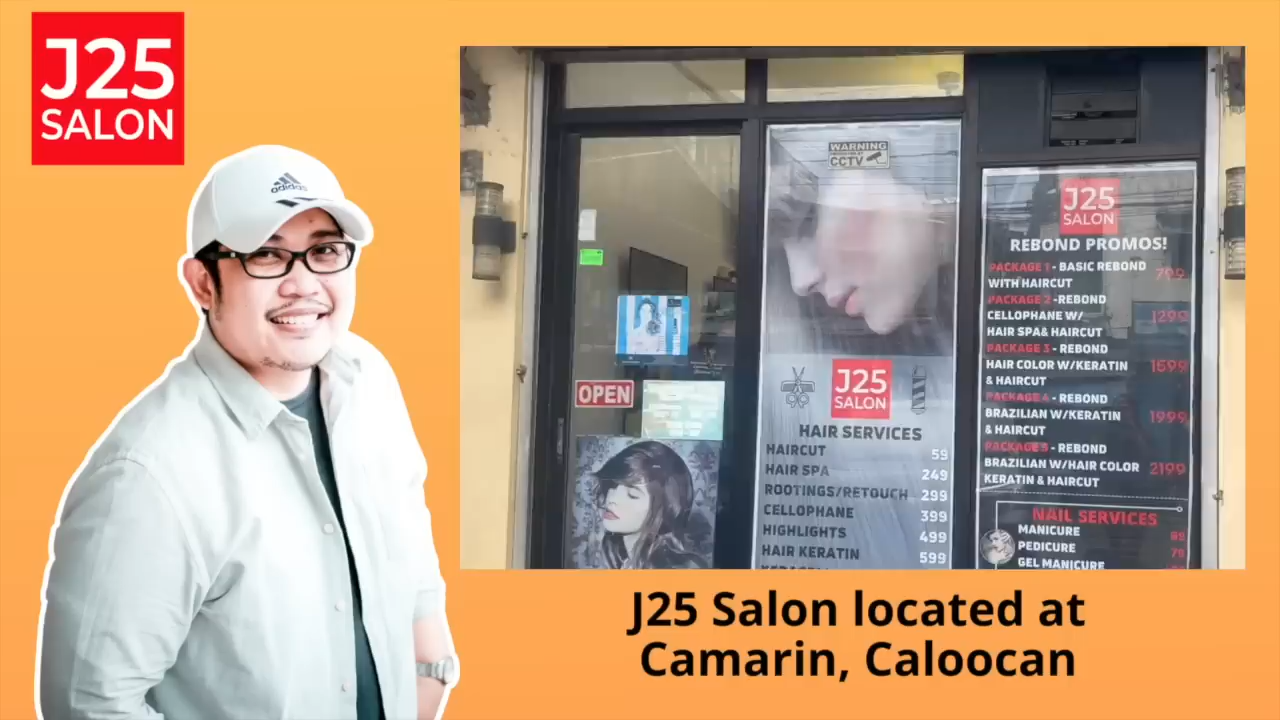 J25
SALON
adidas
WARNING
CCTV
OPEN
J25
SALON
HAIR SERVICES
HAIRCUT 59
HAIR SPA 249
ROOTINGS/RETOUCH 299
CELLOPHANE 399
HIGHLIGHTS 499
HAIR KERATIN 599
J25
SALON
REBOND PROMOS!
PACKAGE 1 - BASIC REBOND
WITH HAIRCUT 799
PACKAGE 2 -REBOND
CELLOPHANE W/ 1299
HAIR SPA& HAIRCUT
PACKAGE 3 - REBOND
HAIR COLOR W/KERATIN 1599
& HAIRCUT
PACKAGE 4 - REBOND
BRAZILIAN W/KERATIN 1999
& HAIRCUT
PACKAGE 5 - REBOND
BRAZILIAN W/HAIR COLOR 2199
KERATIN & HAIRCUT
NAIL SERVICES
MANICURE
PEDICURE
GEL MANICURE
J25 Salon located at
Camarin, Caloocan